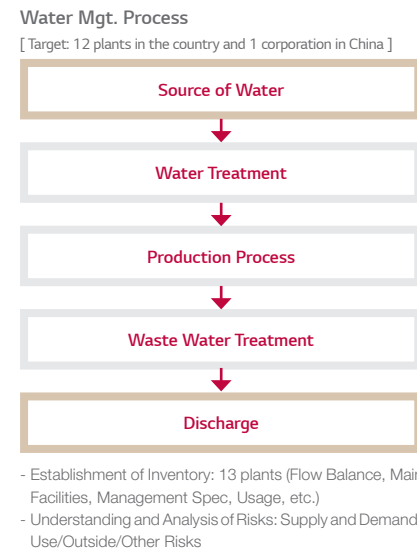 Water Mgt. Process
[ Target: 12 plants in the country and 1 corporation in China ]
Source of Water
Water Treatment
Production Process
Waste Water Treatment
Discharge
- Establishment of Inventory: 13 plants (Flow Balance, Main
Facilities, Management Spec, Usage, etc.)
- Understanding and Analysis of Risks: Supply and Demand
Use/Outside/Other Risks